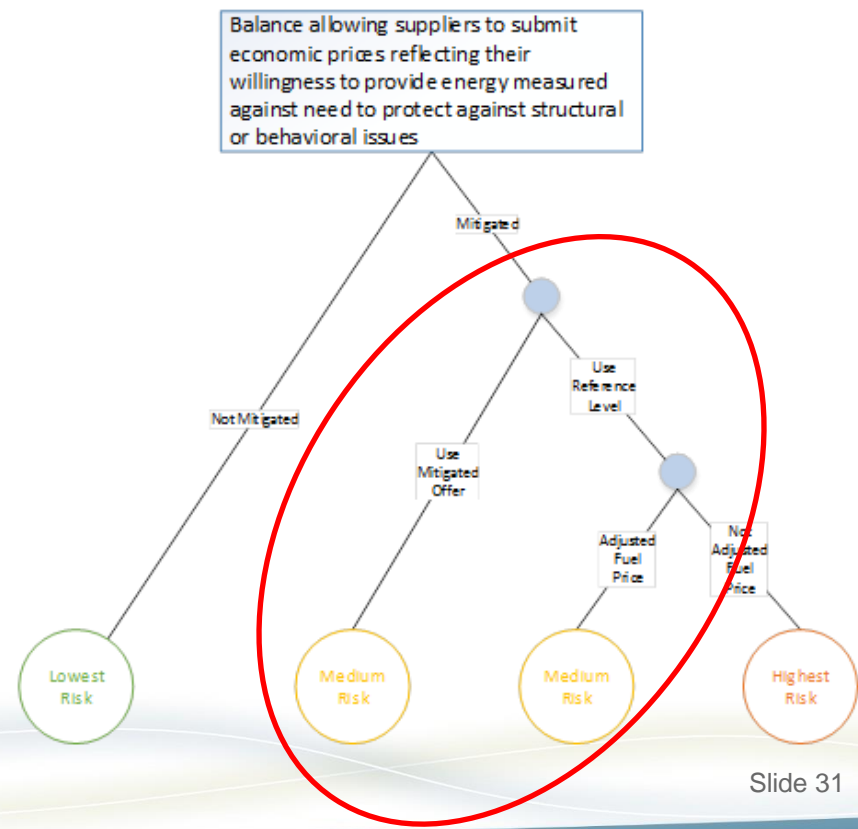 Balance allowing suppliers to submit
economic prices reflecting their
willingness to provide energy measured
against need to protect against structural
or behavioral issues
Mitigated
Not Mitigated
Use
Reference
Level
Use
Mitigated
Offer
Adjusted
Fuel
Price
Not
Adjusted
Fuel
Price
Lowest
Risk
Medium
Risk
Medium
Risk
Highest
Risk
Slide 31